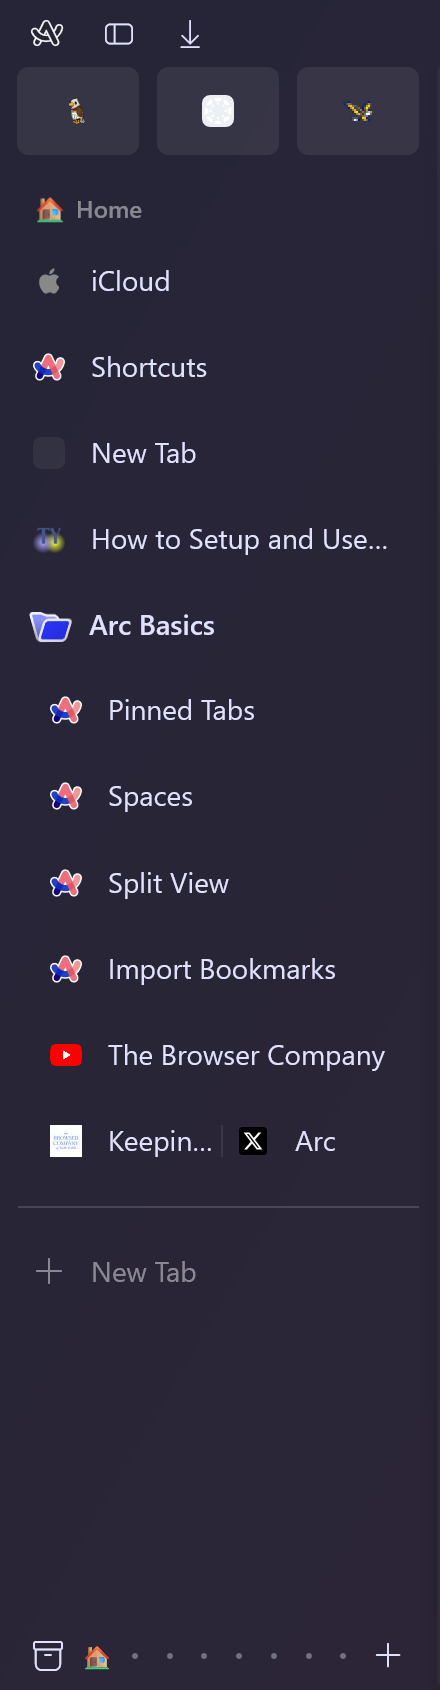 Home
iCloud
Shortcuts
New Tab
How to Setup and Use...
Arc Basics
Pinned Tabs
Spaces
Split View
Import Bookmarks
The Browser Company
Keepin... Arc
New Tab